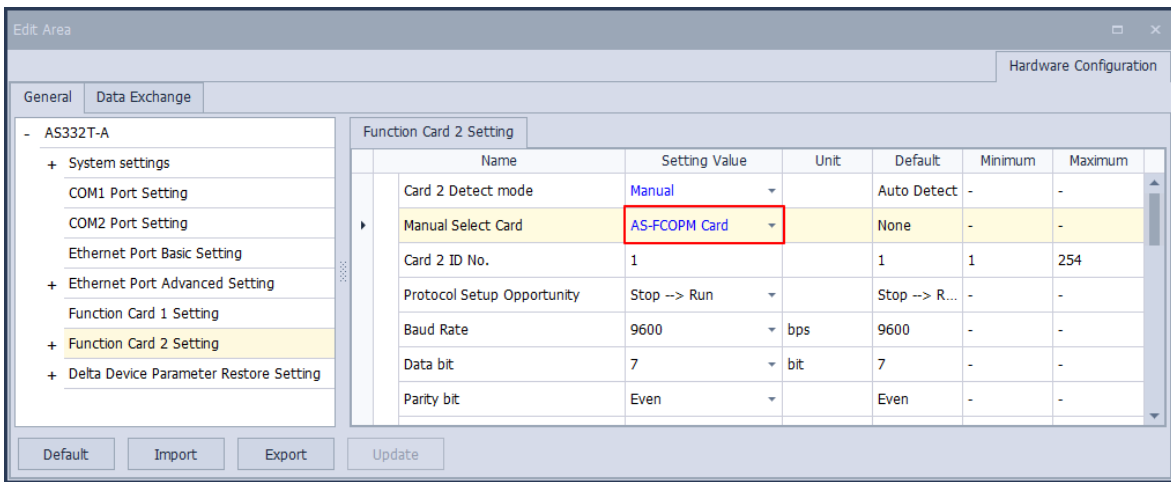 Edit Area
Hardware Configuration
General Data Exchange
- AS332T-A
+ System settings
COM1 Port Setting
COM2 Port Setting
Ethernet Port Basic Setting
+ Ethernet Port Advanced Setting
Function Card 1 Setting
+ Function Card 2 Setting
+ Delta Device Parameter Restore Setting
Function Card 2 Setting
Name Setting Value Unit Default Minimum Maximum
Card 2 Detect mode Manual Auto Detect - -
Manual Select Card AS-FCOPM Card None - -
Card 2 ID No. 1 1 1 254
Protocol Setup Opportunity Stop --> Run Stop --> R... - -
Baud Rate 9600 bps 9600 - -
Data bit 7 bit 7 - -
Parity bit Even Even - -
Default Import Export Update